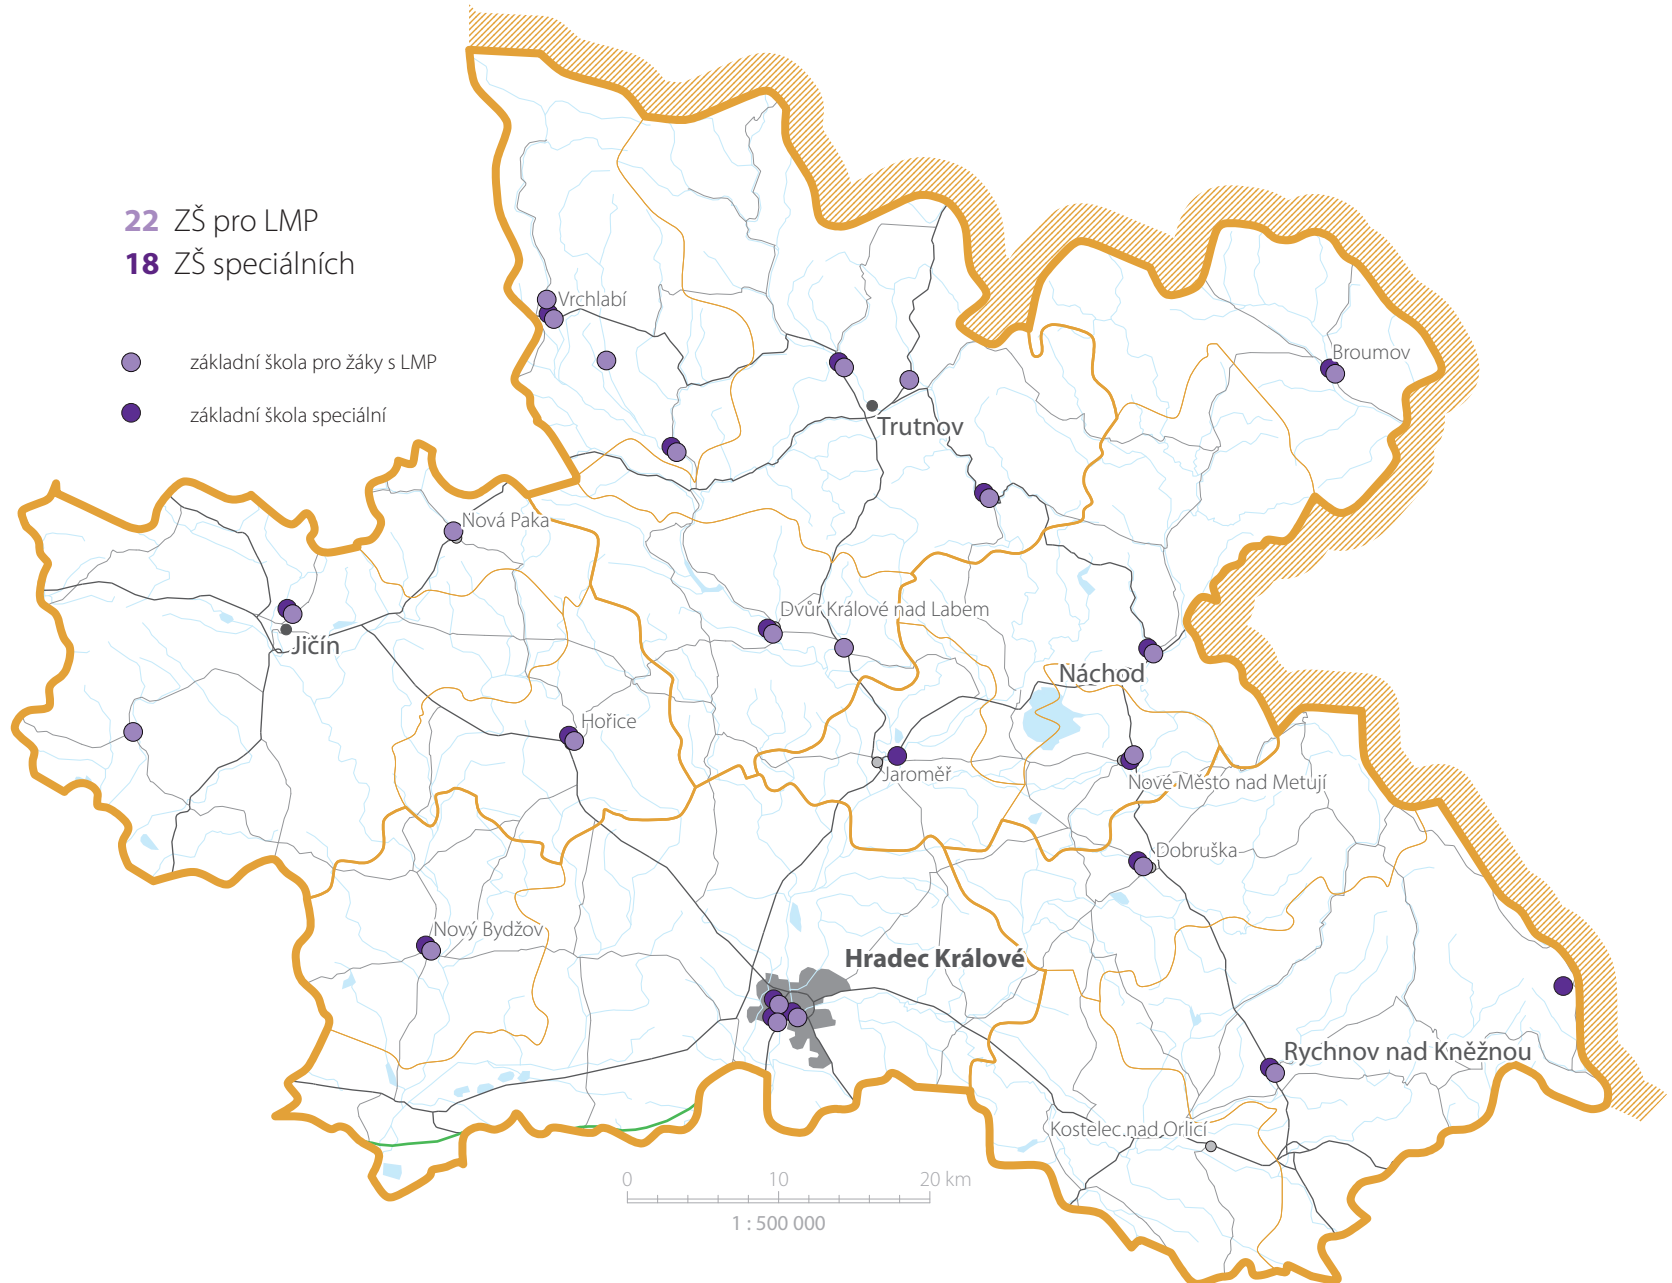 22 ZŠ pro LMP
18 ZŠ speciálních
základní škola pro žáky s LMP
základní škola speciální
Vrchlabí
Broumov
Trutnov
Nová Paka
Dvůr Králové nad Labem
Jičín
Náchod
Hořice
Jaroměř
Nové Město nad Metují
Dobruška
Nový Bydžov
Hradec Králové
Rychnov nad Kněžnou
Kostelec nad Orlicí
0 10 20 km
1 : 500 000